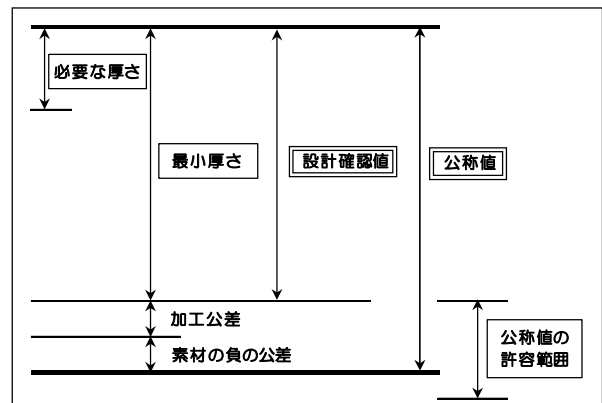 必要な厚さ
最小厚さ
設計確認値
公称値
加工公差
素材の負の公差
公称値の
許容範囲